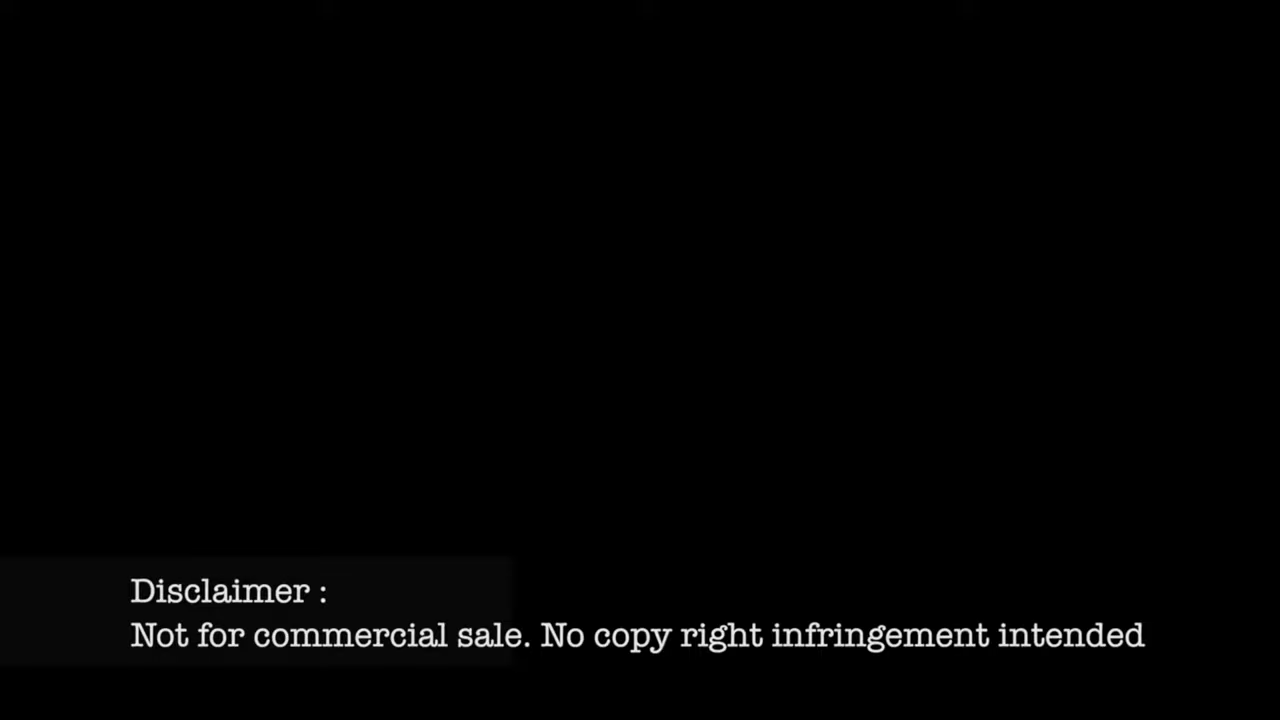 Disclaimer :
Not for commercial sale. No copy right infringement intended